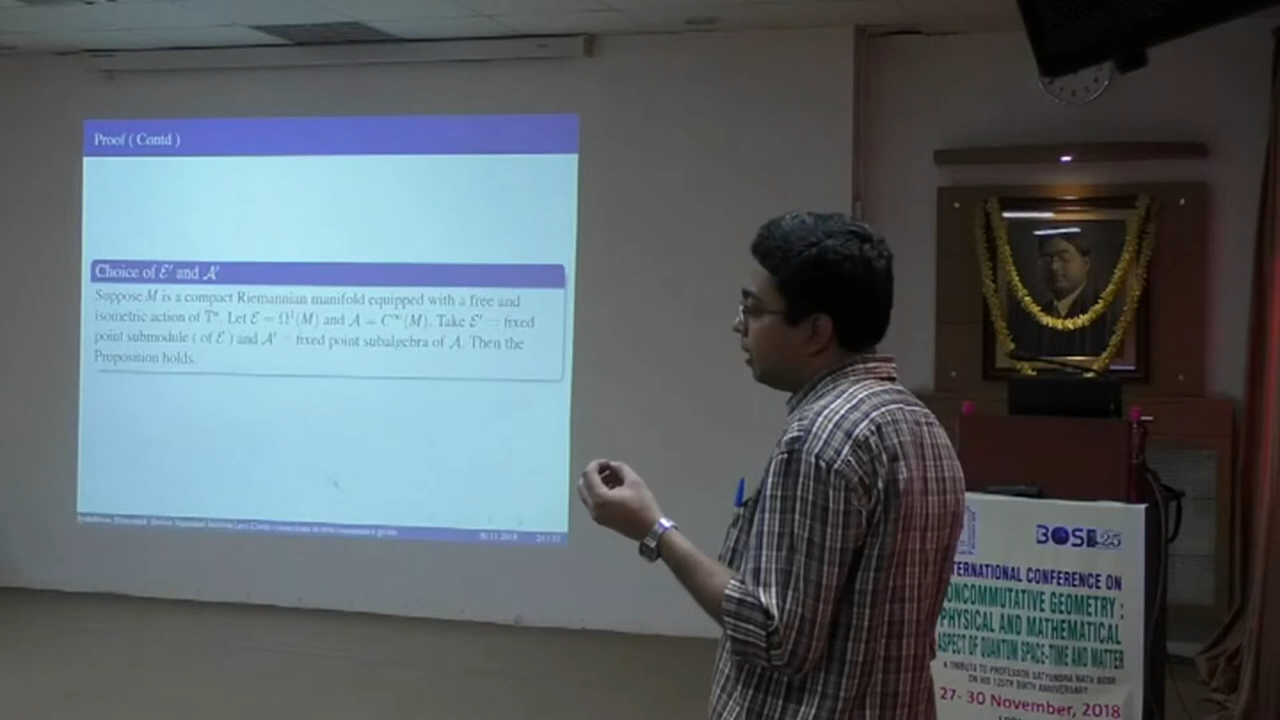 Proof ( Contd )
Choice of ℰ′ and 𝒜′
Suppose M is a compact Riemannian manifold equipped with a free and
isometric action of 𝕋ⁿ. Let ℰ = Ω¹(M) and 𝒜 = C^∞(M). Take ℰ′ = fixed
point submodule ( of ℰ ) and 𝒜′ = fixed point subalgebra of 𝒜. Then the
Proposition holds.
30.11.2018
BOSE 125
INTERNATIONAL CONFERENCE ON
NONCOMMUTATIVE GEOMETRY :
PHYSICAL AND MATHEMATICAL
ASPECT OF QUANTUM SPACE-TIME AND MATTER
A TRIBUTE TO PROFESSOR SATYENDRA NATH BOSE
ON HIS 125TH BIRTH ANNIVERSARY
27- 30 November, 2018